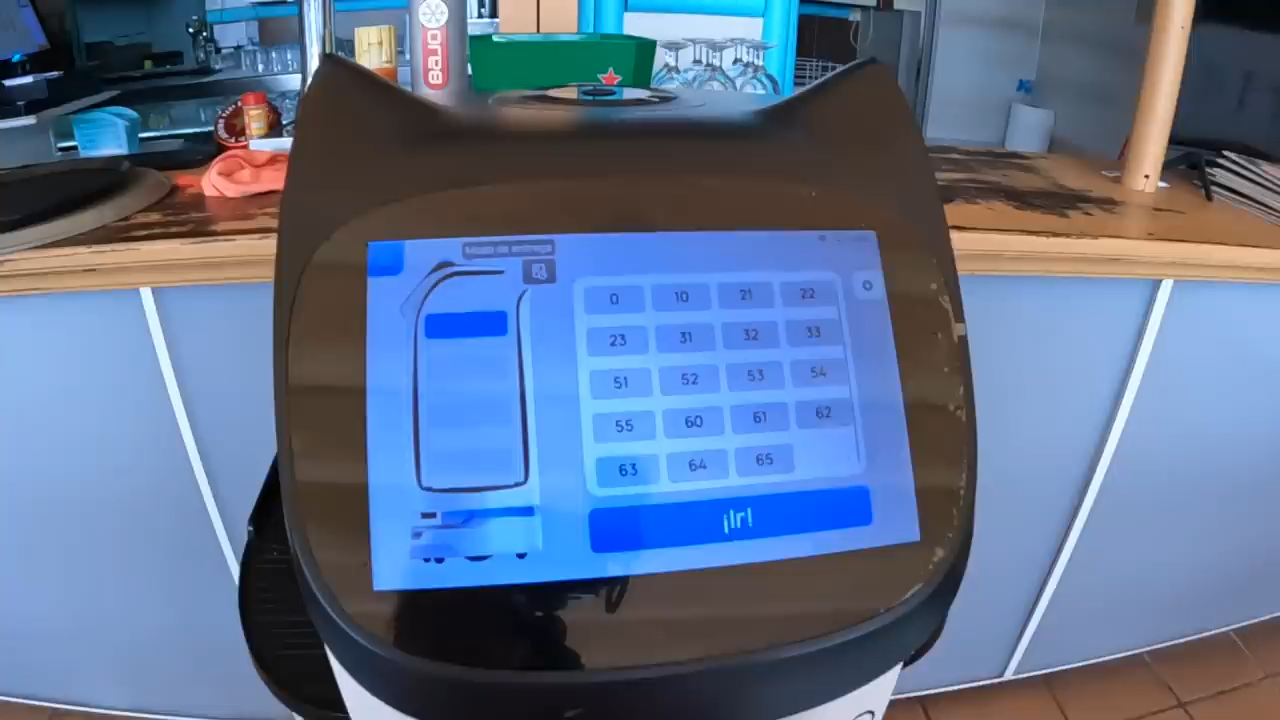 OREO
Modo de entrega
0 10 21 22
23 31 32 33
51 52 53 54
55 60 61 62
63 64 65
¡Ir!